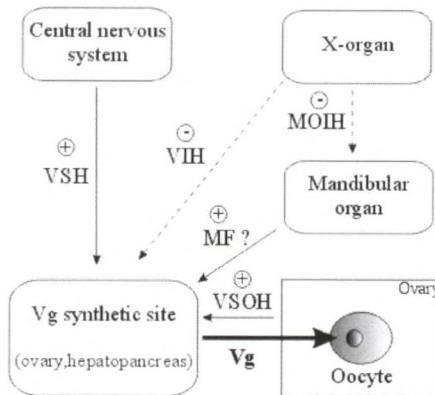 Central nervous
system
X-organ
⊖
MOIH
⊕
VSH
⊖
VIH
Mandibular
organ
⊕
MF ?
⊕
VSOH
Ovary
Vg synthetic site
(ovary,hepatopancreas)
Vg
Oocyte